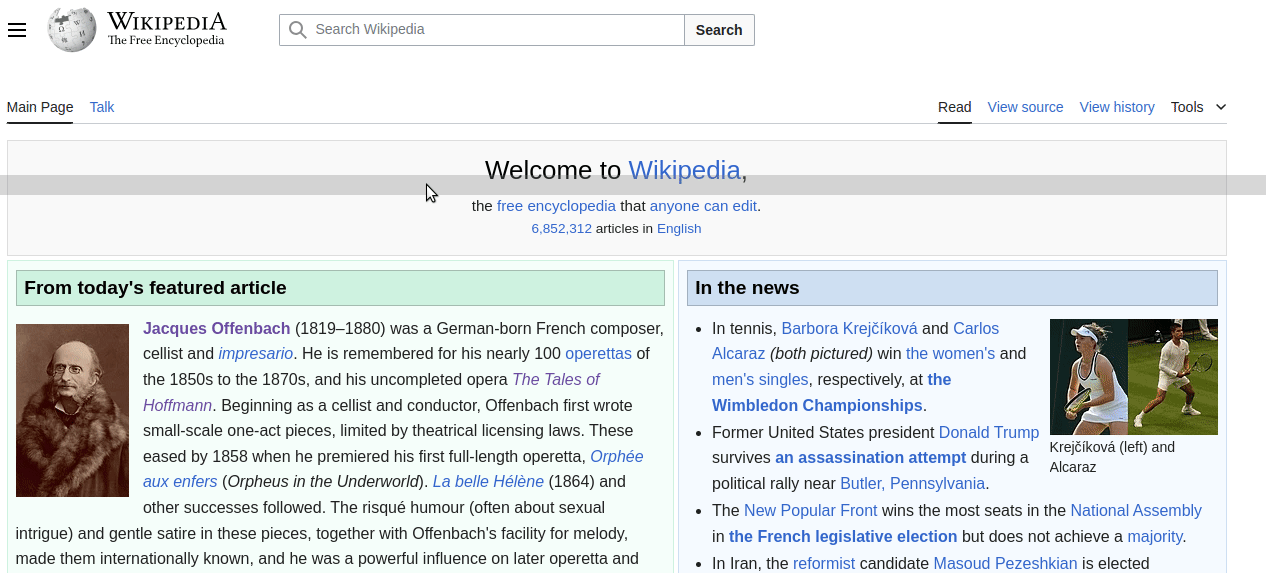 WIKIPEDIA
The Free Encyclopedia
Search Wikipedia
Search
Main Page
Talk
Read
View source
View history
Tools
Welcome to Wikipedia,
the free encyclopedia that anyone can edit.
6,852,312 articles in English
From today's featured article
Jacques Offenbach (1819–1880) was a German-born French composer,
cellist and impresario. He is remembered for his nearly 100 operettas of
the 1850s to the 1870s, and his uncompleted opera The Tales of
Hoffmann. Beginning as a cellist and conductor, Offenbach first wrote
small-scale one-act pieces, limited by theatrical licensing laws. These
eased by 1858 when he premiered his first full-length operetta, Orphée
aux enfers (Orpheus in the Underworld). La belle Hélène (1864) and
other successes followed. The risqué humour (often about sexual
intrigue) and gentle satire in these pieces, together with Offenbach's facility for melody,
made them internationally known, and he was a powerful influence on later operetta and
In the news
• In tennis, Barbora Krejčíková and Carlos
Alcaraz (both pictured) win the women's and
men's singles, respectively, at the
Wimbledon Championships.
Krejčíková (left) and
Alcaraz
• Former United States president Donald Trump
survives an assassination attempt during a
political rally near Butler, Pennsylvania.
• The New Popular Front wins the most seats in the National Assembly
in the French legislative election but does not achieve a majority.
• In Iran, the reformist candidate Masoud Pezeshkian is elected